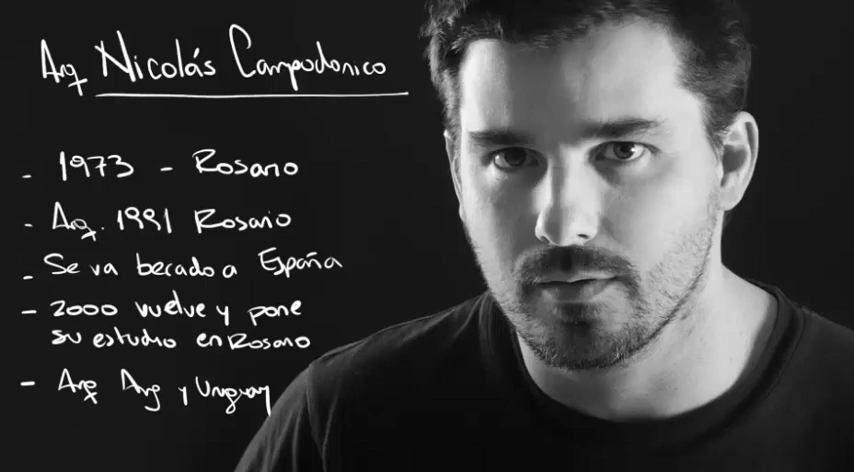 Arq Nicolás Campodonico
- 1973 - Rosario
- Arq. 1991 Rosario
- Se va becado a España
- 2000 vuelve y pone
su estudio en Rosario
- Arq Arg y Uruguay